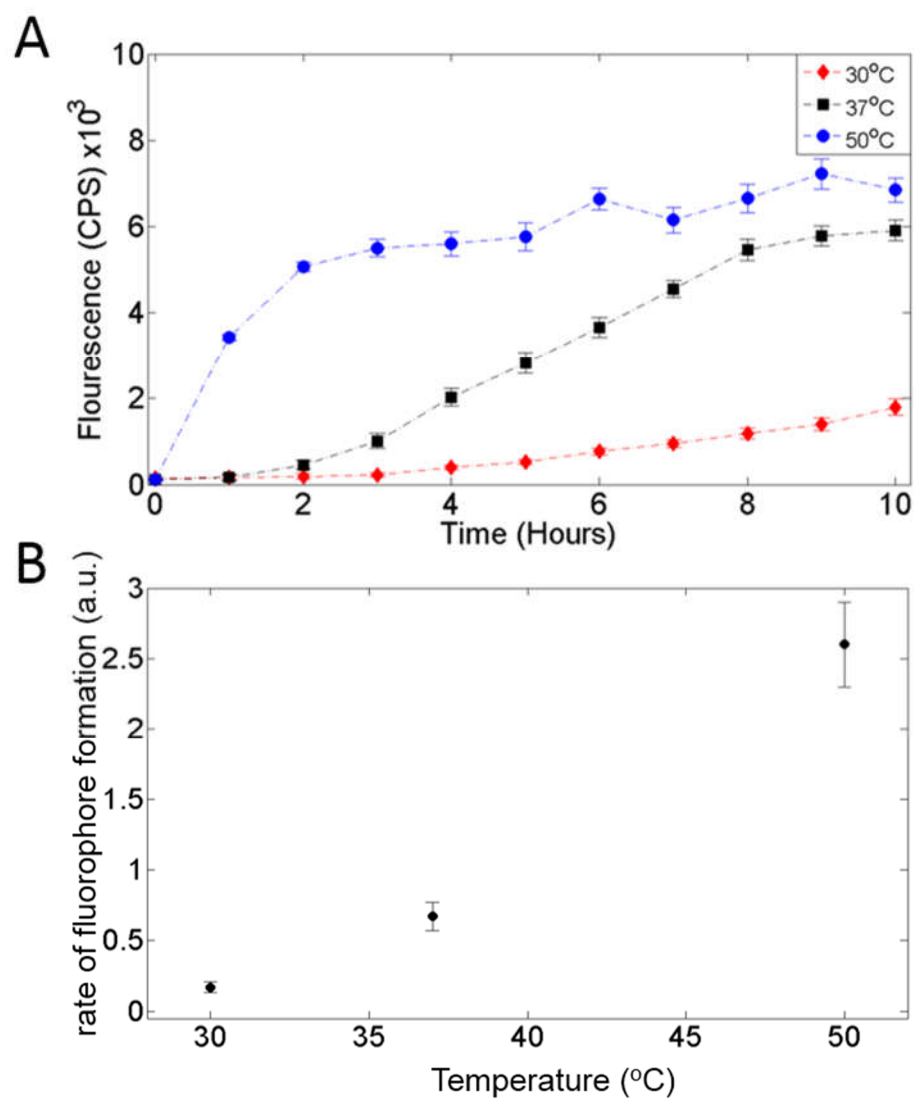 A
10
8
6
4
2
0
Flourescence (CPS) x10³
30°C
37°C
50°C
0 2 4 6 8 10
Time (Hours)
B
3
2.5
2
1.5
1
0.5
0
rate of fluorophore formation (a.u.)
30 35 40 45 50
Temperature (°C)